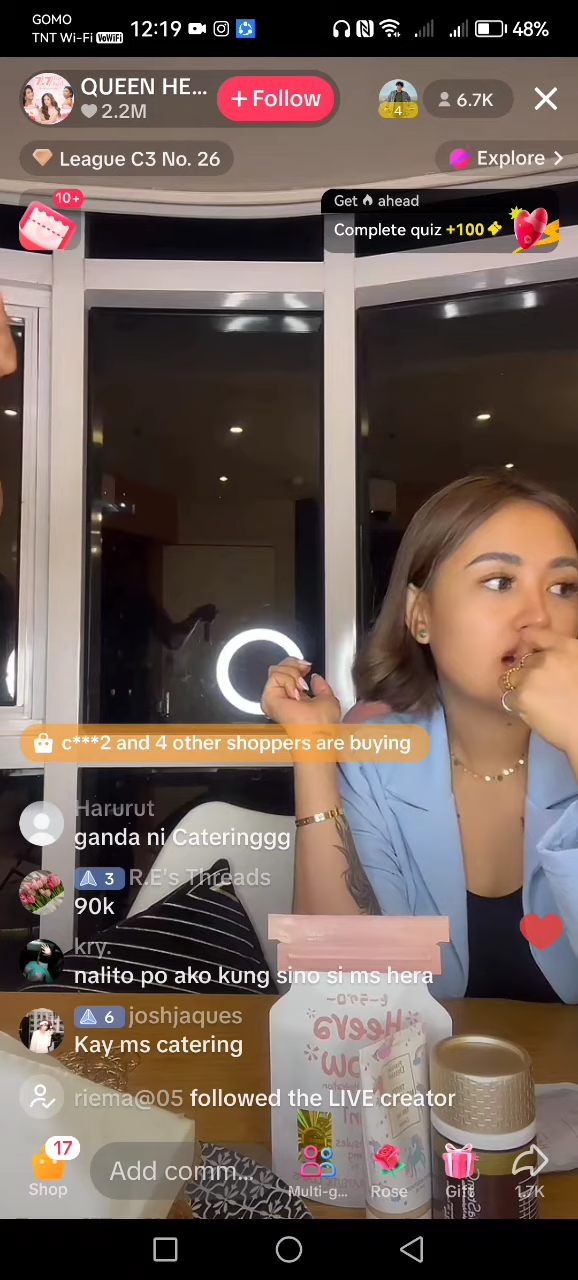 GOMO
TNT Wi-Fi VoWiFi 12:19
48%
QUEEN HE...
2.2M
+ Follow
4
6.7K
League C3 No. 26
Explore >
10+
Get ahead
Complete quiz +100
c***2 and 4 other shoppers are buying
Harurut
ganda ni Cateringgg
3 R.E's Threads
90k
kry.
nalito po ako kung sino si ms hera
6 joshjaques
Kay ms catering
riema@05 followed the LIVE creator
17
Shop
Add comm...
Multi-g...
Rose
Gift
1.7K